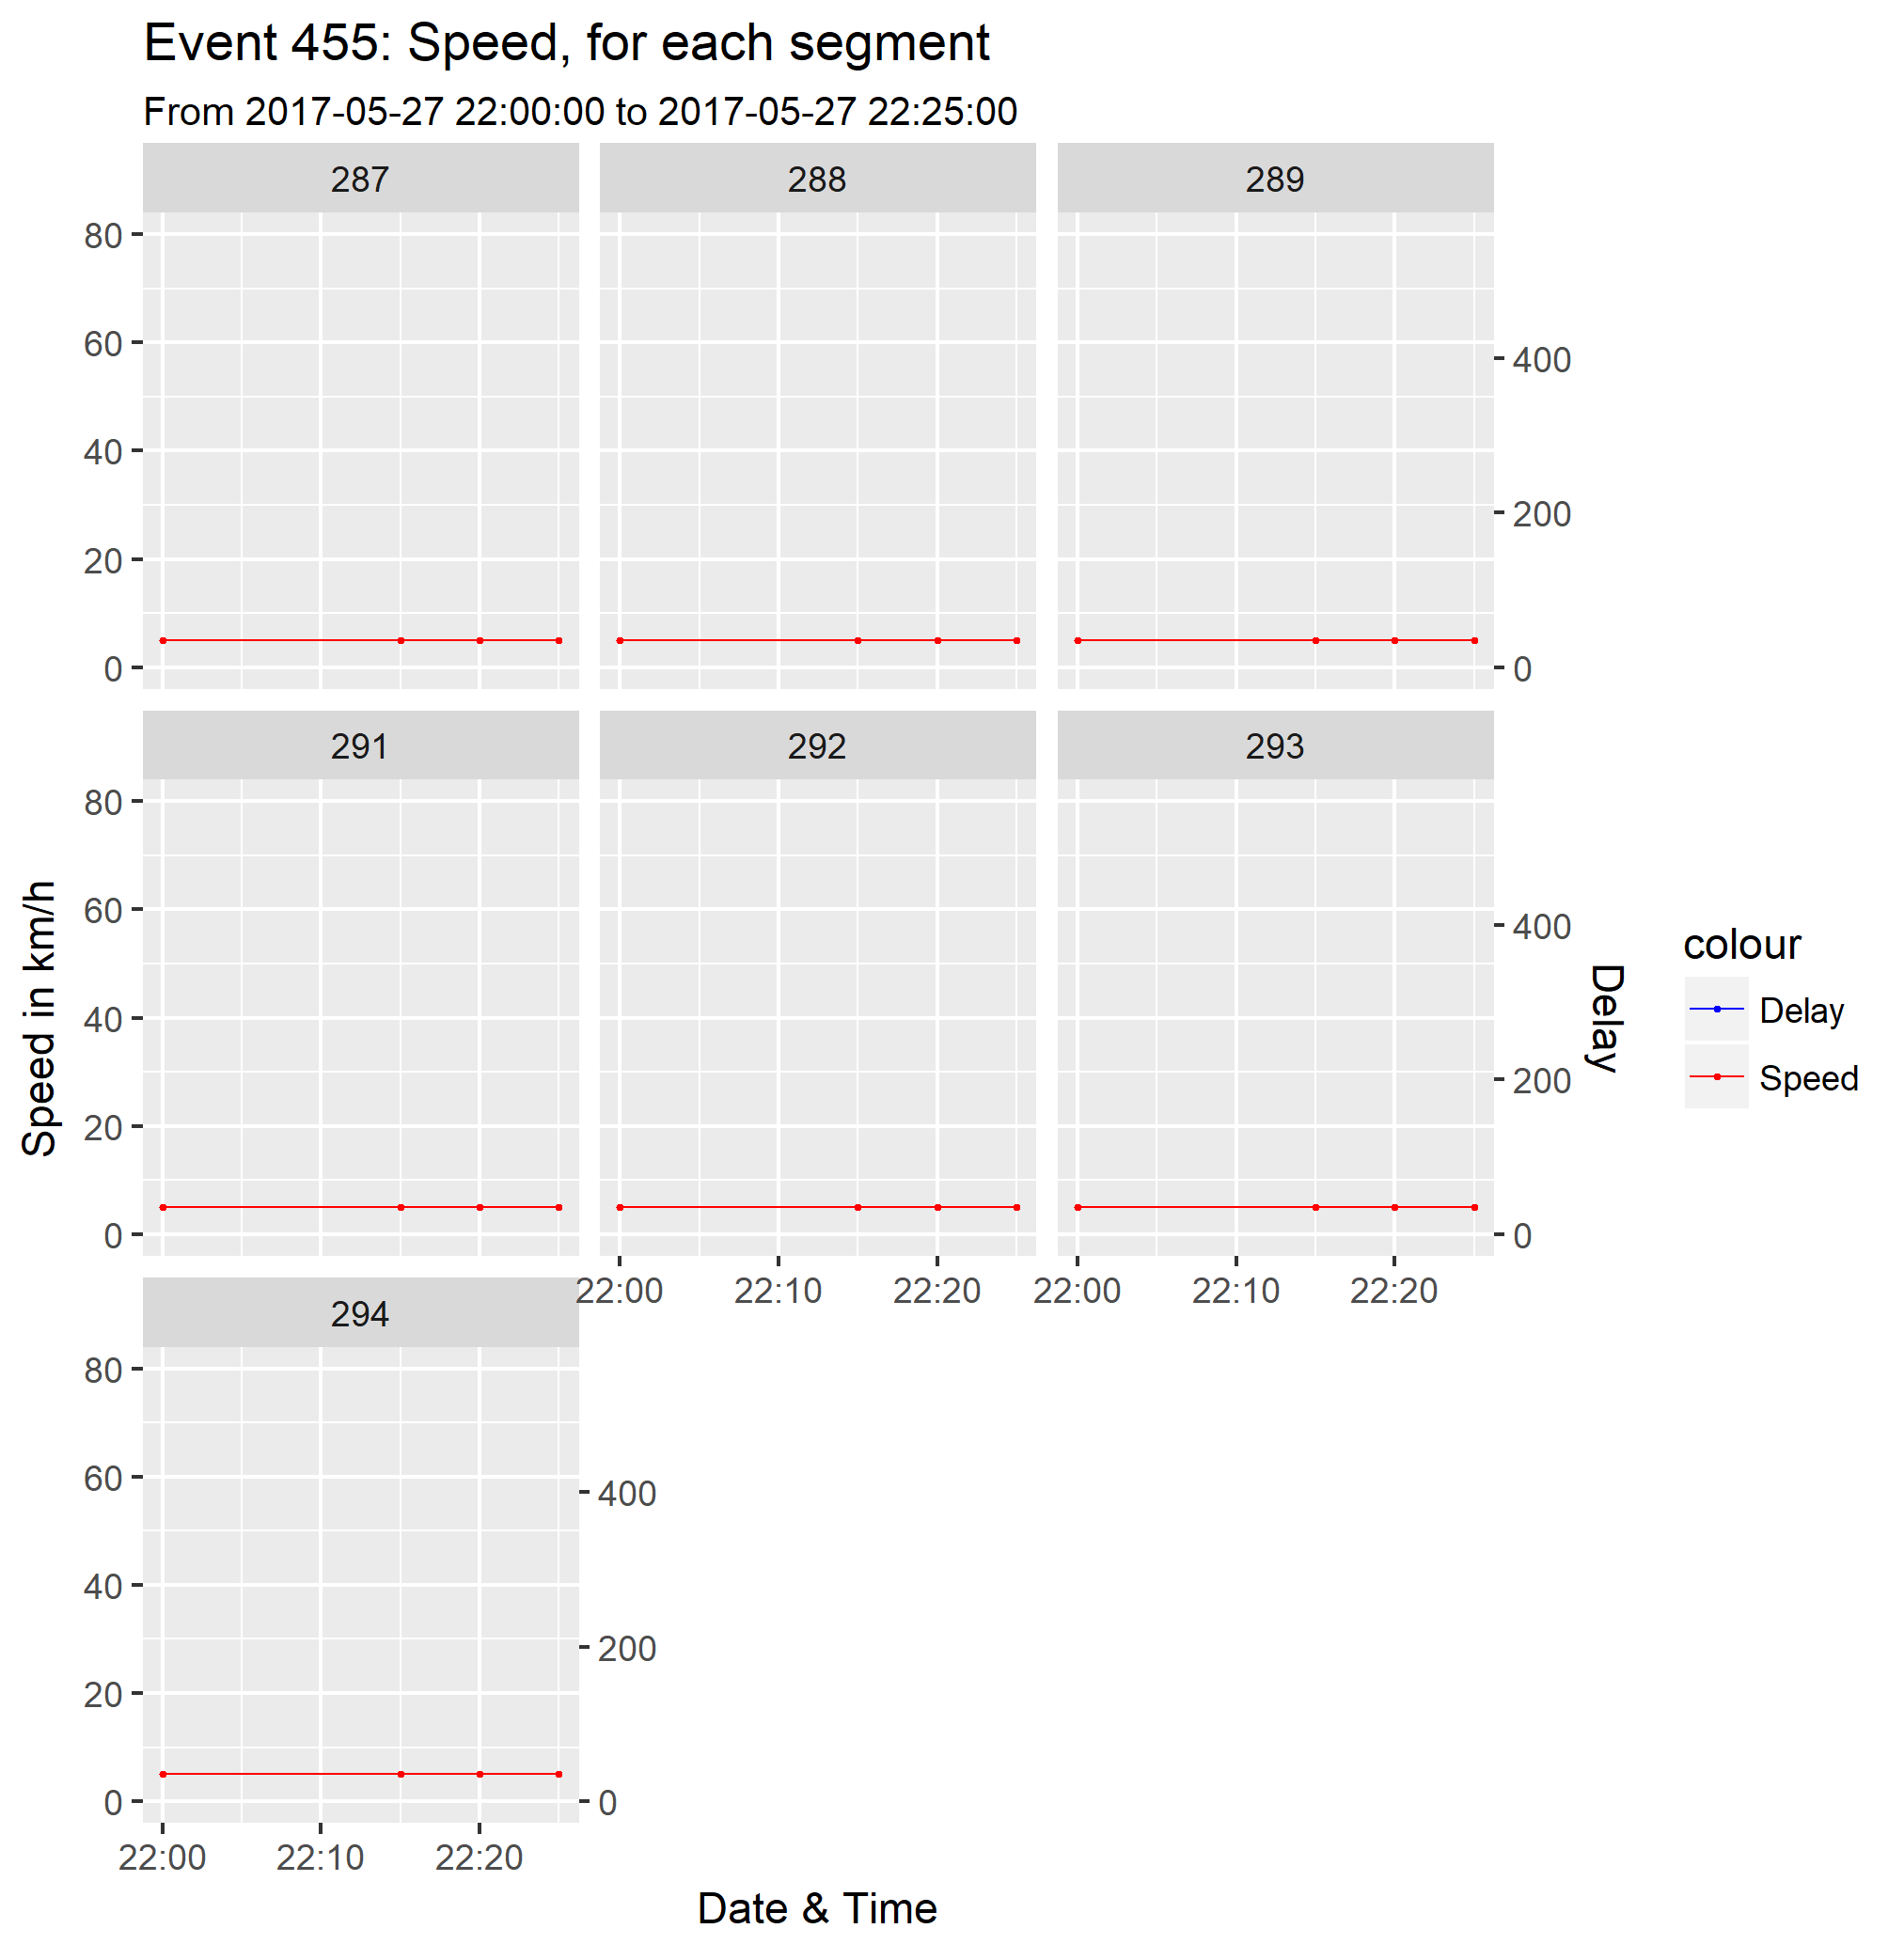 Event 455: Speed, for each segment
From 2017-05-27 22:00:00 to 2017-05-27 22:25:00
287 288 289
80
60
40
20
0
400
200
0
291 292 293
80
60
40
20
0
400
200
0
22:00 22:10 22:20 22:00 22:10 22:20
294
80
60
40
20
0
400
200
0
22:00 22:10 22:20
Date & Time
Speed in km/h
Delay
colour
Delay
Speed